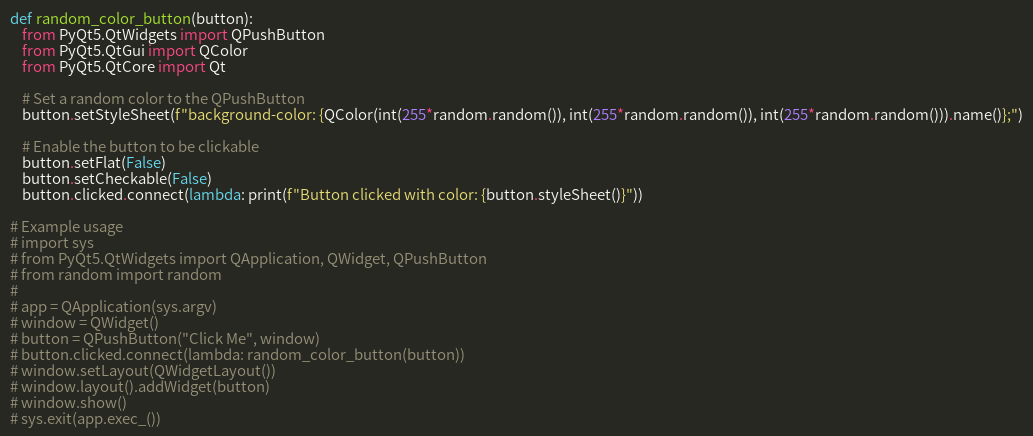 def random_color_button(button):
from PyQt5.QtWidgets import QPushButton
from PyQt5.QtGui import QColor
from PyQt5.QtCore import Qt
# Set a random color to the QPushButton
button.setStyleSheet(f"background-color: {QColor(int(255*random.random()), int(255*random.random()), int(255*random.random())).name()};")
# Enable the button to be clickable
button.setFlat(False)
button.setCheckable(False)
button.clicked.connect(lambda: print(f"Button clicked with color: {button.styleSheet()}"))
# Example usage
# import sys
# from PyQt5.QtWidgets import QApplication, QWidget, QPushButton
# from random import random
#
# app = QApplication(sys.argv)
# window = QWidget()
# button = QPushButton("Click Me", window)
# button.clicked.connect(lambda: random_color_button(button))
# window.setLayout(QWidgetLayout())
# window.layout().addWidget(button)
# window.show()
# sys.exit(app.exec_())